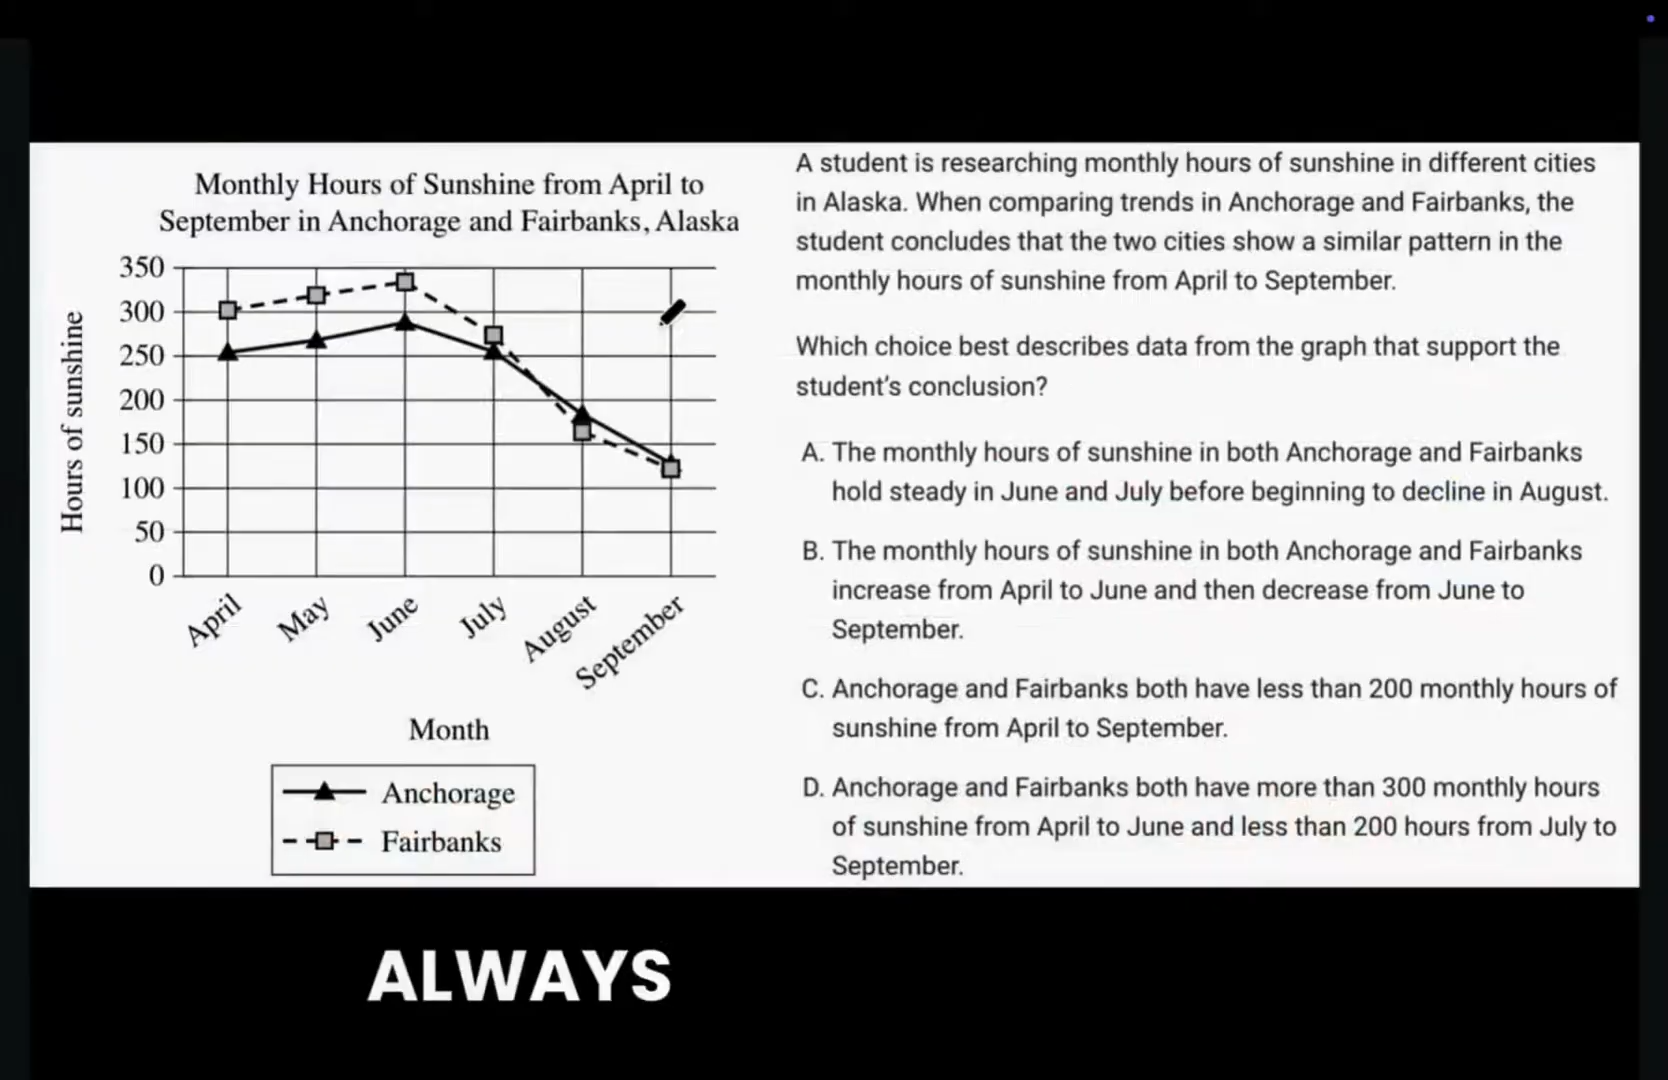 Monthly Hours of Sunshine from April to
September in Anchorage and Fairbanks, Alaska
350
300
250
200
150
100
50
0
Hours of sunshine
April
May
June
July
August
September
Month
Anchorage
Fairbanks
A student is researching monthly hours of sunshine in different cities
in Alaska. When comparing trends in Anchorage and Fairbanks, the
student concludes that the two cities show a similar pattern in the
monthly hours of sunshine from April to September.
Which choice best describes data from the graph that support the
student's conclusion?
A. The monthly hours of sunshine in both Anchorage and Fairbanks
hold steady in June and July before beginning to decline in August.
B. The monthly hours of sunshine in both Anchorage and Fairbanks
increase from April to June and then decrease from June to
September.
C. Anchorage and Fairbanks both have less than 200 monthly hours of
sunshine from April to September.
D. Anchorage and Fairbanks both have more than 300 monthly hours
of sunshine from April to June and less than 200 hours from July to
September.
ALWAYS